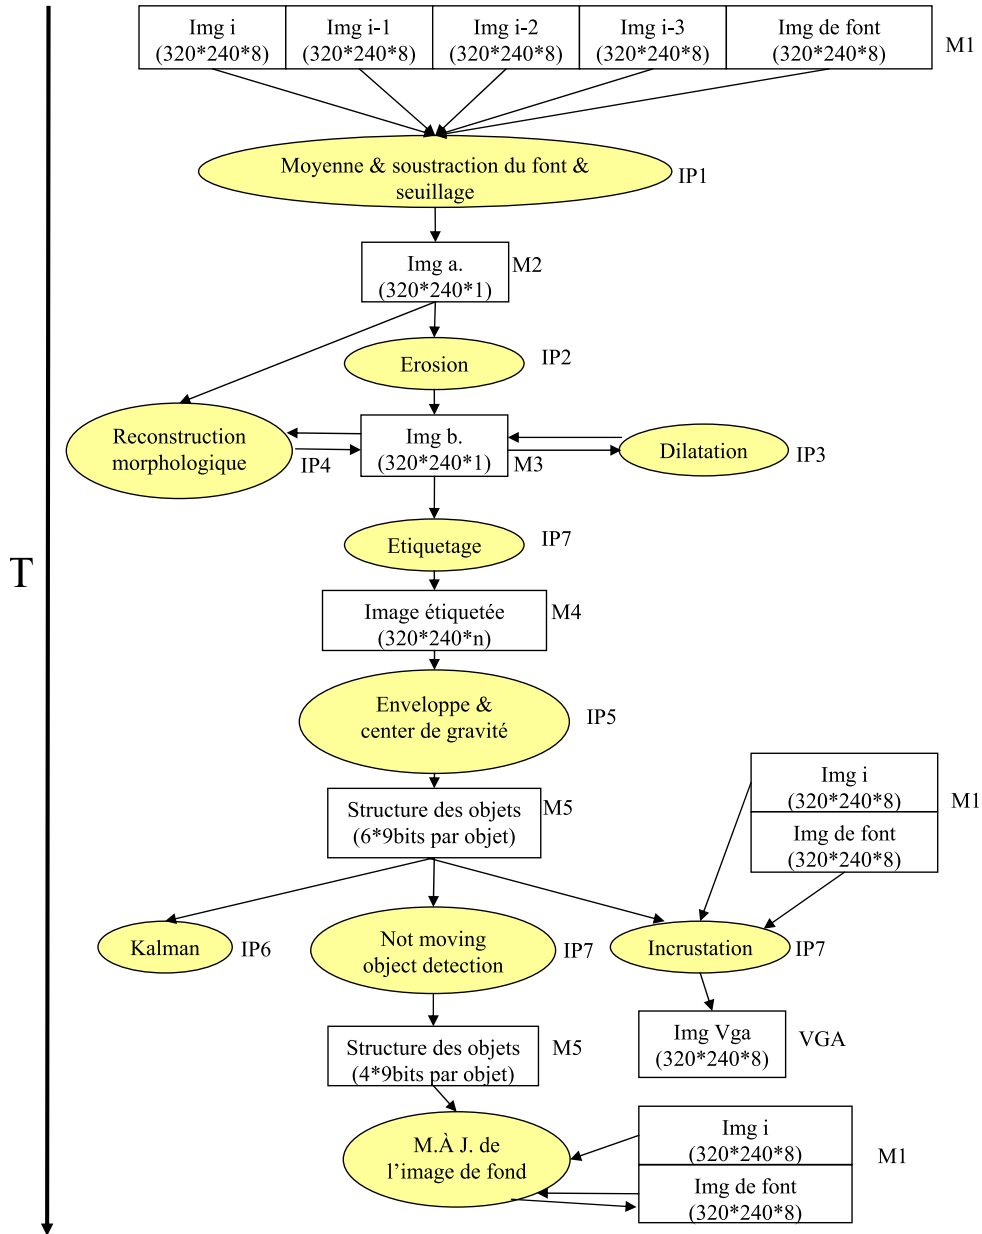 Img i
(320*240*8)
Img i-1
(320*240*8)
Img i-2
(320*240*8)
Img i-3
(320*240*8)
Img de font
(320*240*8)
M1
Moyenne & soustraction du font &
seuillage
IP1
Img a.
(320*240*1)
M2
Erosion
IP2
Reconstruction
morphologique
IP4
Img b.
(320*240*1)
M3
Dilatation
IP3
Etiquetage
IP7
T
Image étiquetée
(320*240*n)
M4
Enveloppe &
center de gravité
IP5
Structure des objets
(6*9bits par objet)
M5
Img i
(320*240*8)
Img de font
(320*240*8)
M1
Kalman
IP6
Not moving
object detection
IP7
Incrustation
IP7
Img Vga
(320*240*8)
VGA
Structure des objets
(4*9bits par objet)
M5
M.À J. de
l’image de fond
Img i
(320*240*8)
Img de font
(320*240*8)
M1